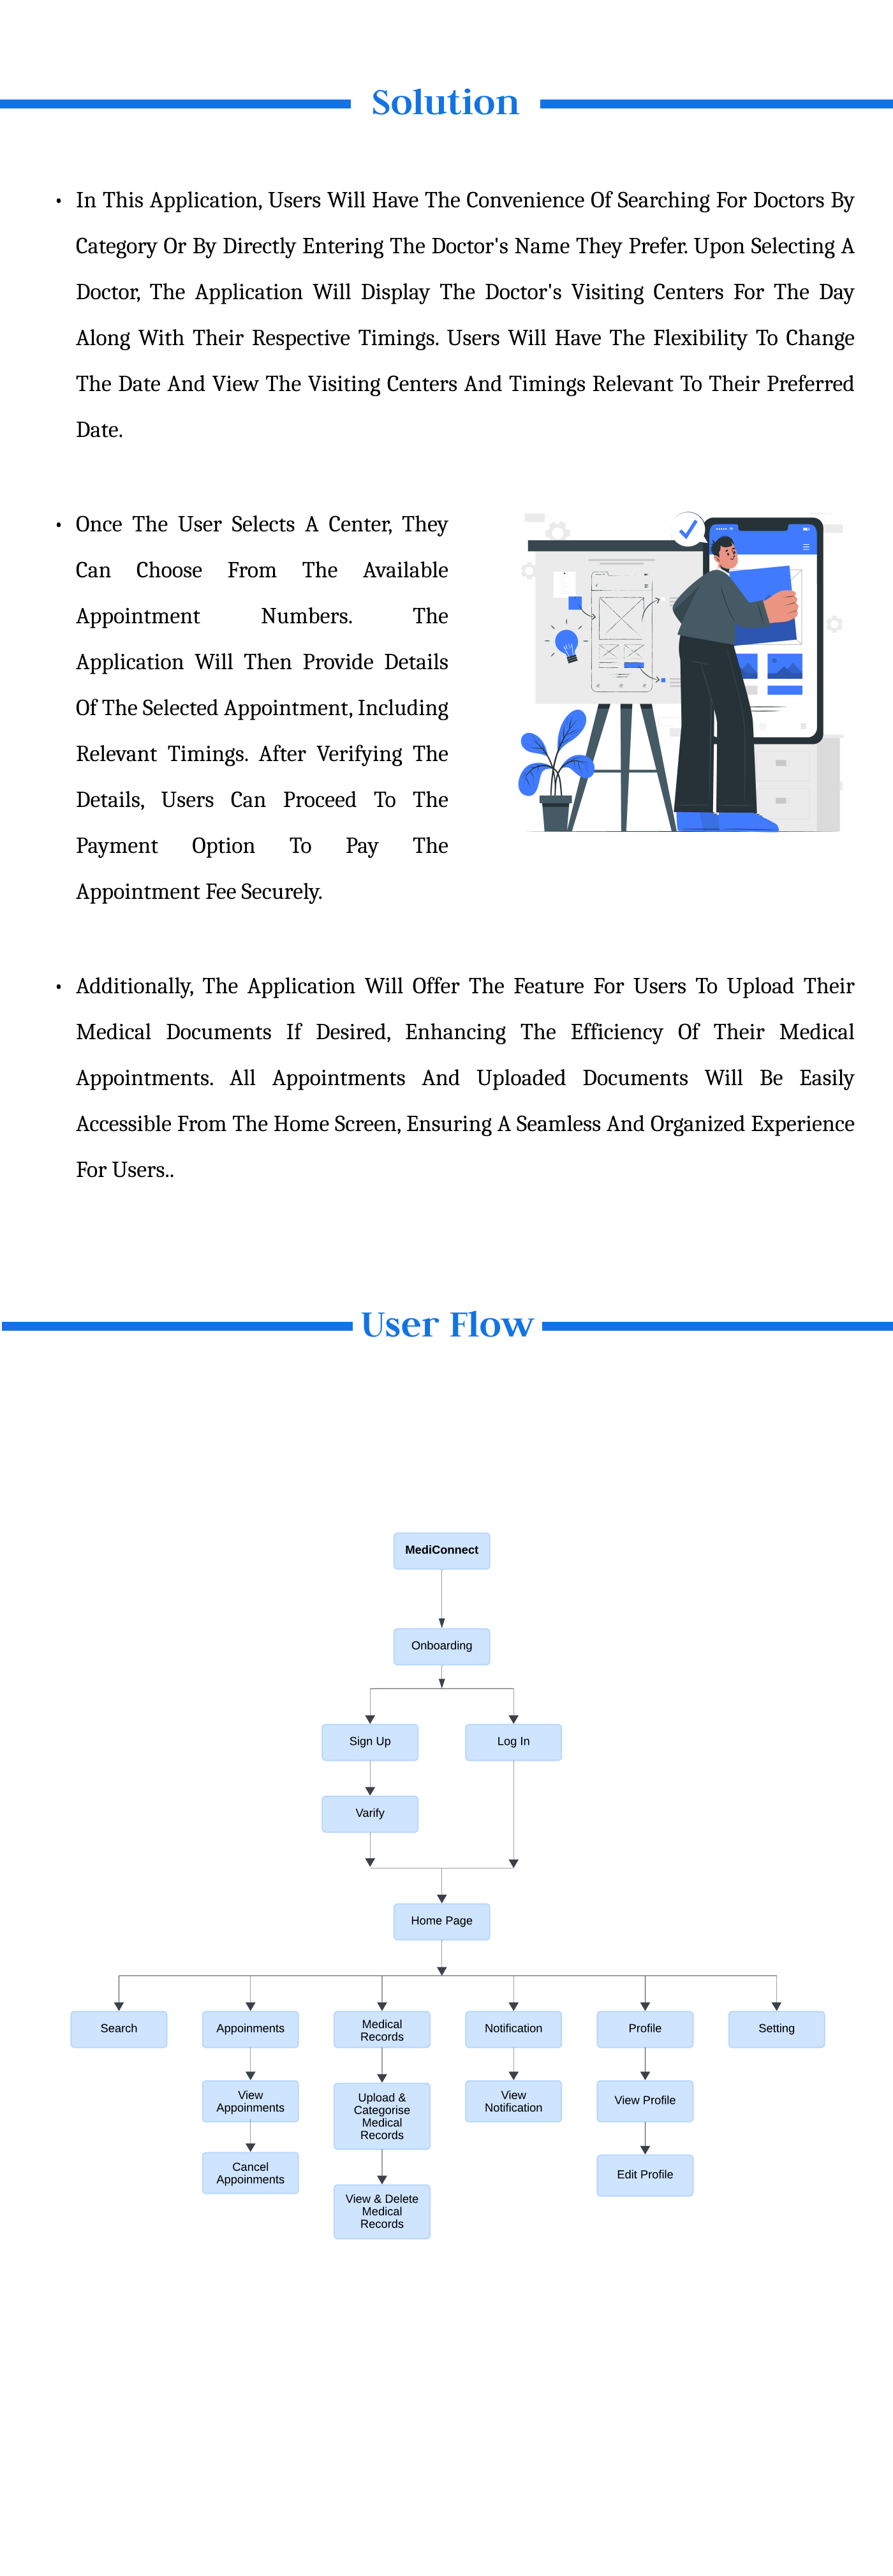 Solution
• In This Application, Users Will Have The Convenience Of Searching For Doctors By
Category Or By Directly Entering The Doctor's Name They Prefer. Upon Selecting A
Doctor, The Application Will Display The Doctor's Visiting Centers For The Day
Along With Their Respective Timings. Users Will Have The Flexibility To Change
The Date And View The Visiting Centers And Timings Relevant To Their Preferred
Date.
• Once The User Selects A Center, They
Can Choose From The Available
Appointment Numbers. The
Application Will Then Provide Details
Of The Selected Appointment, Including
Relevant Timings. After Verifying The
Details, Users Can Proceed To The
Payment Option To Pay The
Appointment Fee Securely.
• Additionally, The Application Will Offer The Feature For Users To Upload Their
Medical Documents If Desired, Enhancing The Efficiency Of Their Medical
Appointments. All Appointments And Uploaded Documents Will Be Easily
Accessible From The Home Screen, Ensuring A Seamless And Organized Experience
For Users..
User Flow
MediConnect
Onboarding
Sign Up
Log In
Varify
Home Page
Search
Appoinments
Medical
Records
Notification
Profile
Setting
View
Appoinments
Upload &
Categorise
Medical
Records
View
Notification
View Profile
Cancel
Appoinments
View & Delete
Medical
Records
Edit Profile